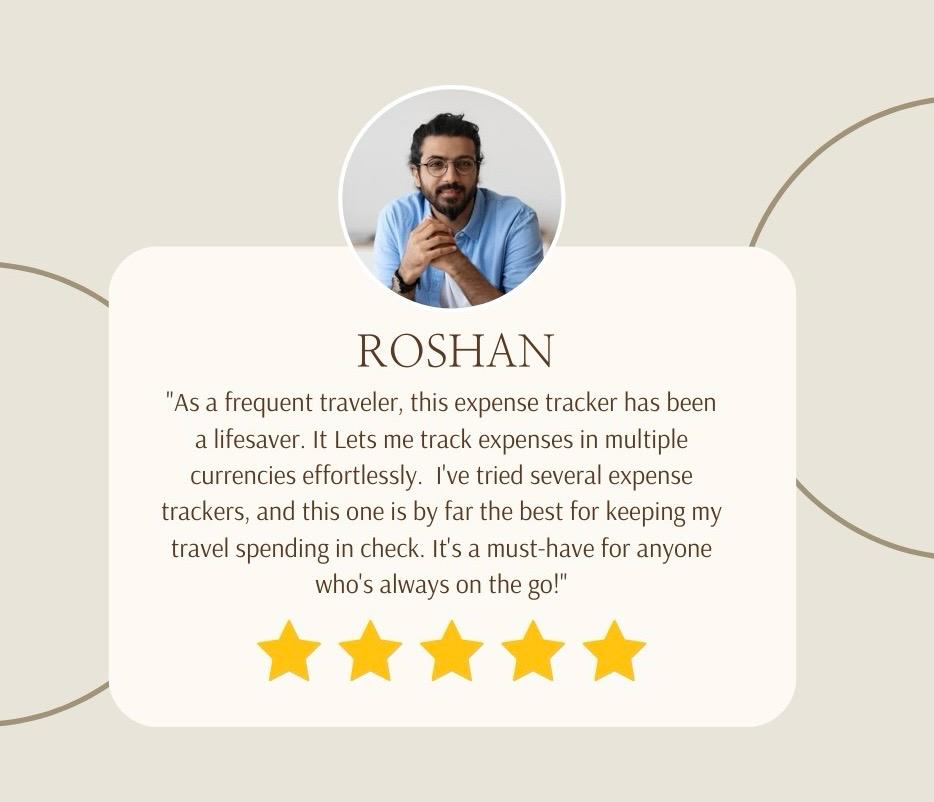 ROSHAN
"As a frequent traveler, this expense tracker has been
a lifesaver. It Lets me track expenses in multiple
currencies effortlessly.  I've tried several expense
trackers, and this one is by far the best for keeping my
travel spending in check. It's a must-have for anyone
who's always on the go!"